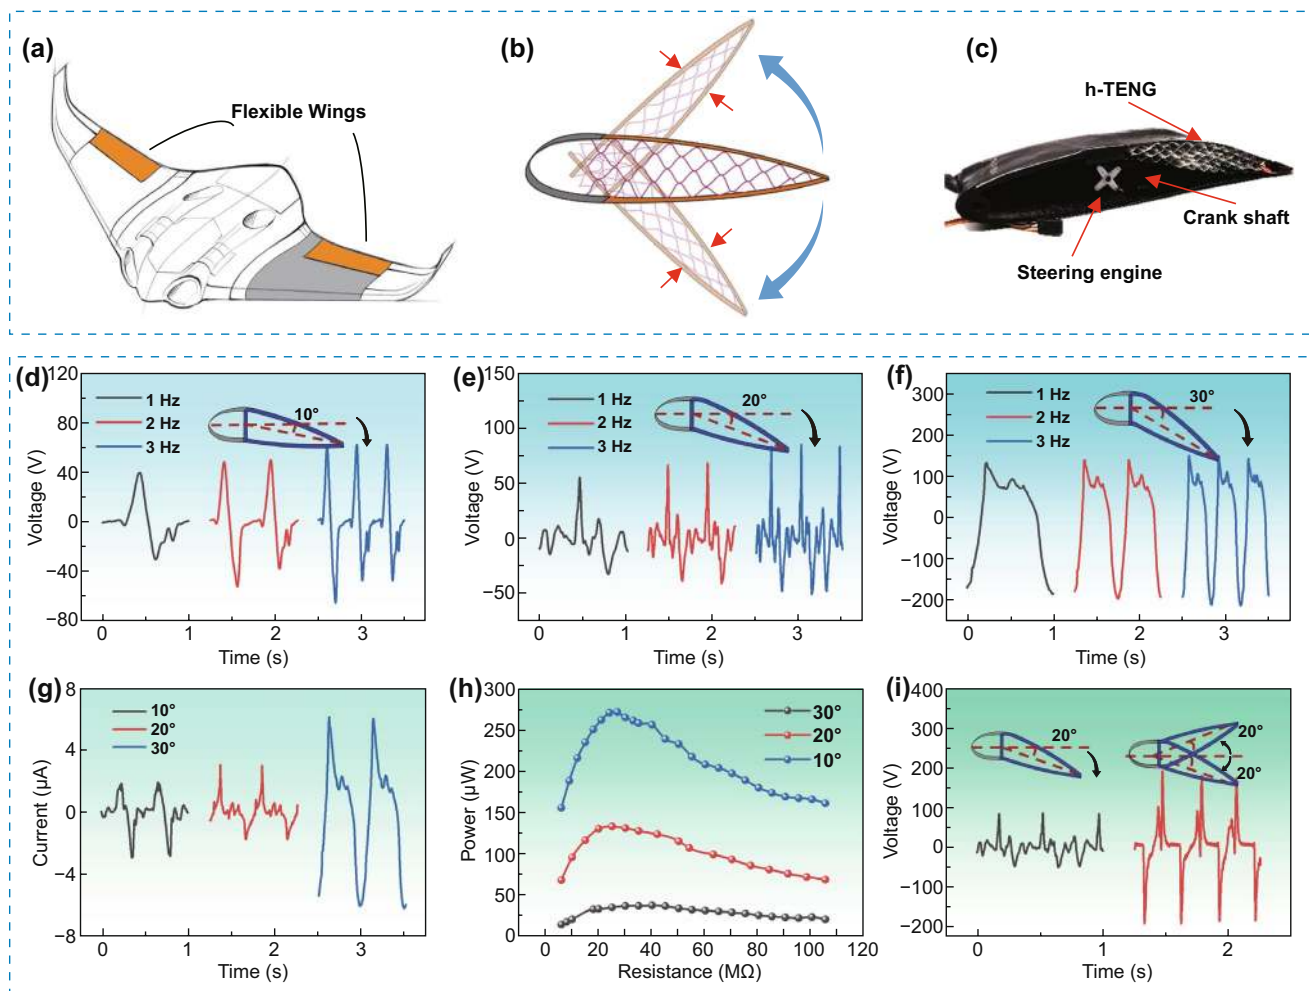 (a)
Flexible Wings
(b)
(c)
h-TENG
Crank shaft
Steering engine
(d)
120
80
40
0
−40
−80
Voltage (V)
1 Hz
2 Hz
3 Hz
10°
0 1 2 3
Time (s)
(e)
150
100
50
0
−50
Voltage (V)
1 Hz
2 Hz
3 Hz
20°
0 1 2 3
Time (s)
(f)
300
200
100
0
−100
−200
Voltage (V)
1 Hz
2 Hz
3 Hz
30°
0 1 2 3
Time (s)
(g)
8
4
0
−4
−8
Current (µA)
10°
20°
30°
0 1 2 3
Time (s)
(h)
300
250
200
150
100
50
0
Power (µW)
30°
20°
10°
0 20 40 60 80 100 120
Resistance (MΩ)
(i)
400
300
200
100
0
−100
−200
Voltage (V)
20°
20°
20°
0 1 2
Time (s)